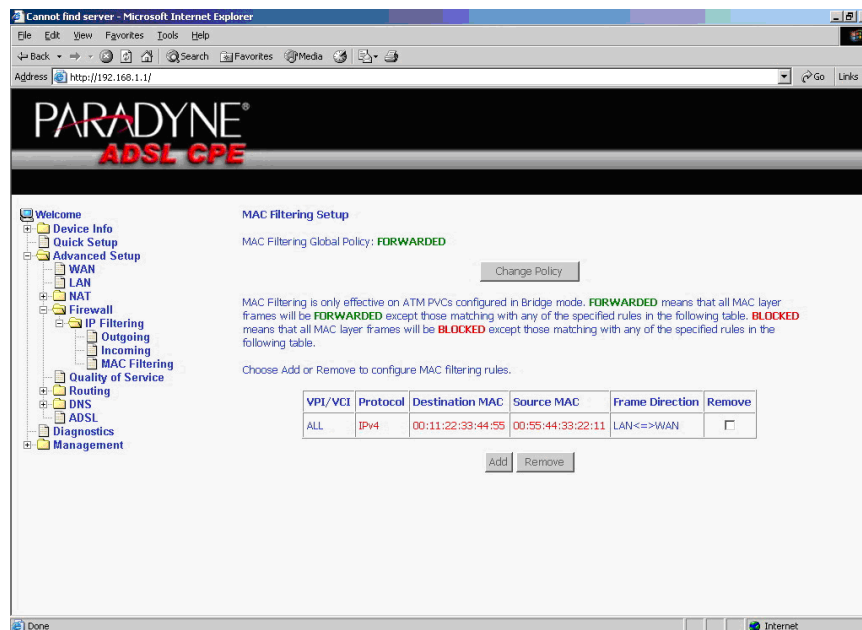 Cannot find server - Microsoft Internet Explorer
File Edit View Favorites Tools Help
Back Search Favorites Media
Address http://192.168.1.1/ Go Links
PARADYNE®
ADSL CPE
Welcome
Device Info
Quick Setup
Advanced Setup
WAN
LAN
NAT
Firewall
IP Filtering
Outgoing
Incoming
MAC Filtering
Quality of Service
Routing
DNS
ADSL
Diagnostics
Management
MAC Filtering Setup
MAC Filtering Global Policy: FORWARDED
Change Policy
MAC Filtering is only effective on ATM PVCs configured in Bridge mode. FORWARDED means that all MAC layer
frames will be FORWARDED except those matching with any of the specified rules in the following table. BLOCKED
means that all MAC layer frames will be BLOCKED except those matching with any of the specified rules in the
following table.
Choose Add or Remove to configure MAC filtering rules.
VPI/VCI Protocol Destination MAC Source MAC Frame Direction Remove
ALL IPv4 00:11:22:33:44:55 00:55:44:33:22:11 LAN<=>WAN
Add Remove
Done Internet